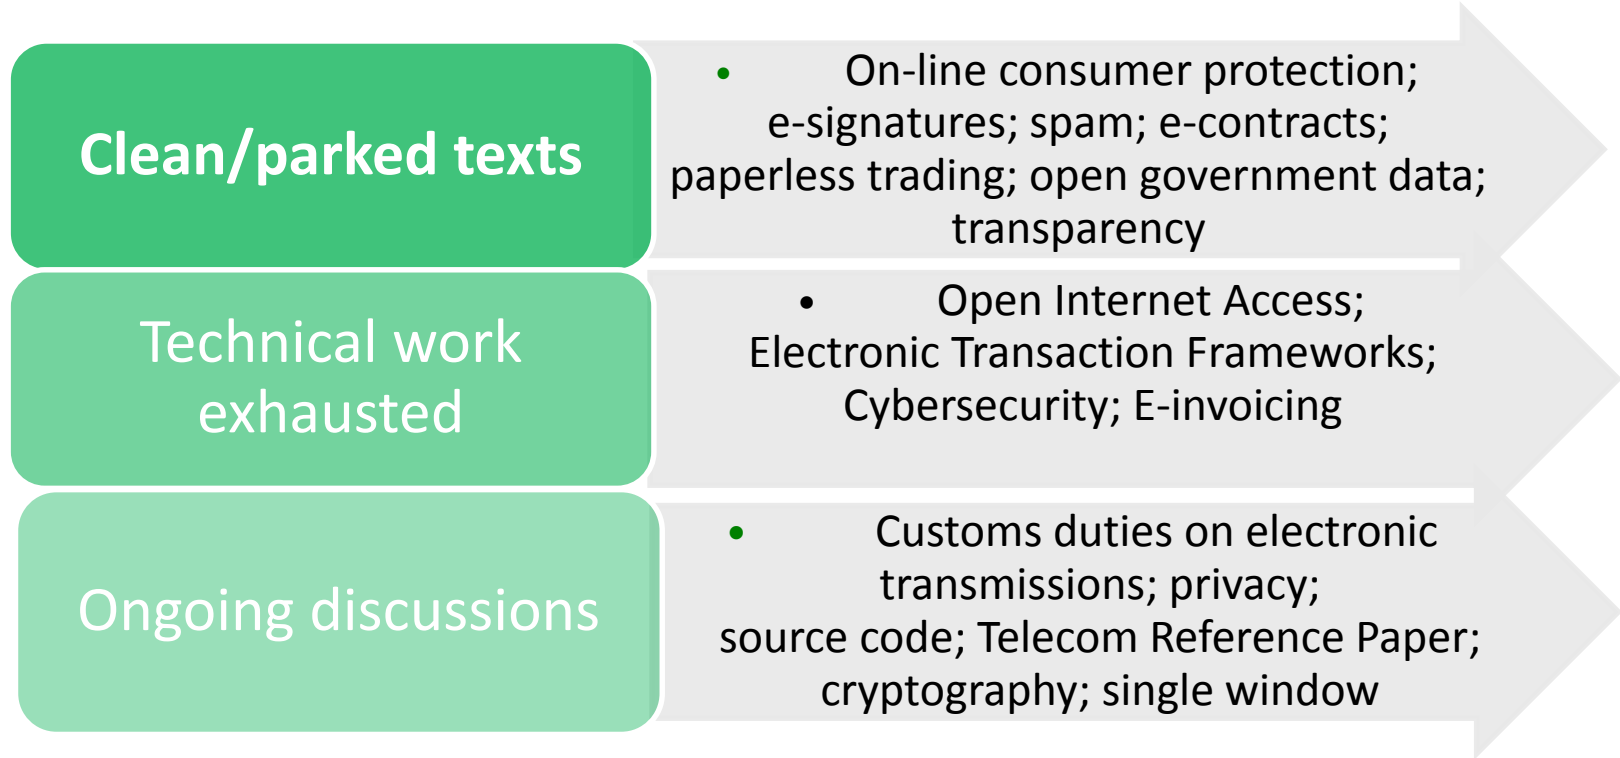 Clean/parked texts
• On-line consumer protection;
e-signatures; spam; e-contracts;
paperless trading; open government data;
transparency
Technical work
exhausted
• Open Internet Access;
Electronic Transaction Frameworks;
Cybersecurity; E-invoicing
Ongoing discussions
• Customs duties on electronic
transmissions; privacy;
source code; Telecom Reference Paper;
cryptography; single window